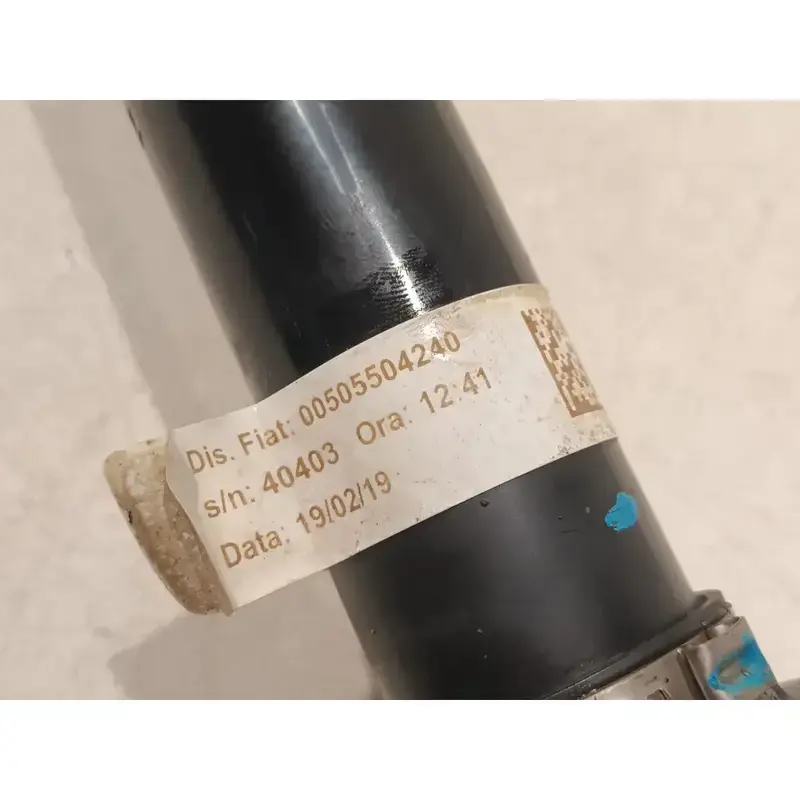 Dis. Fiat: 00505504240
s/n: 40403 Ora: 12:41
Data: 19/02/19